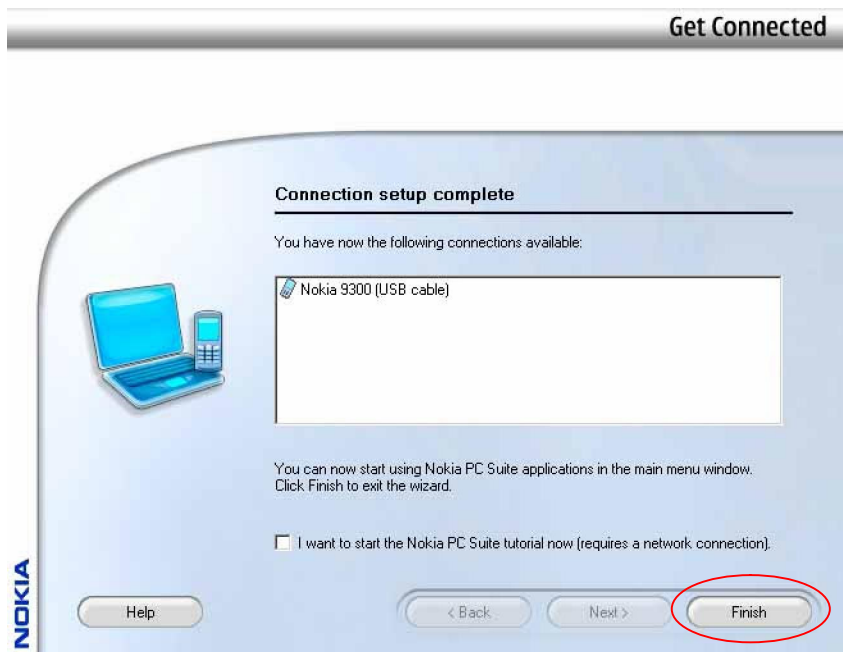 Get Connected
Connection setup complete
You have now the following connections available:
Nokia 9300 (USB cable)
You can now start using Nokia PC Suite applications in the main menu window.
Click Finish to exit the wizard.
I want to start the Nokia PC Suite tutorial now (requires a network connection).
NOKIA
Help
< Back
Next >
Finish